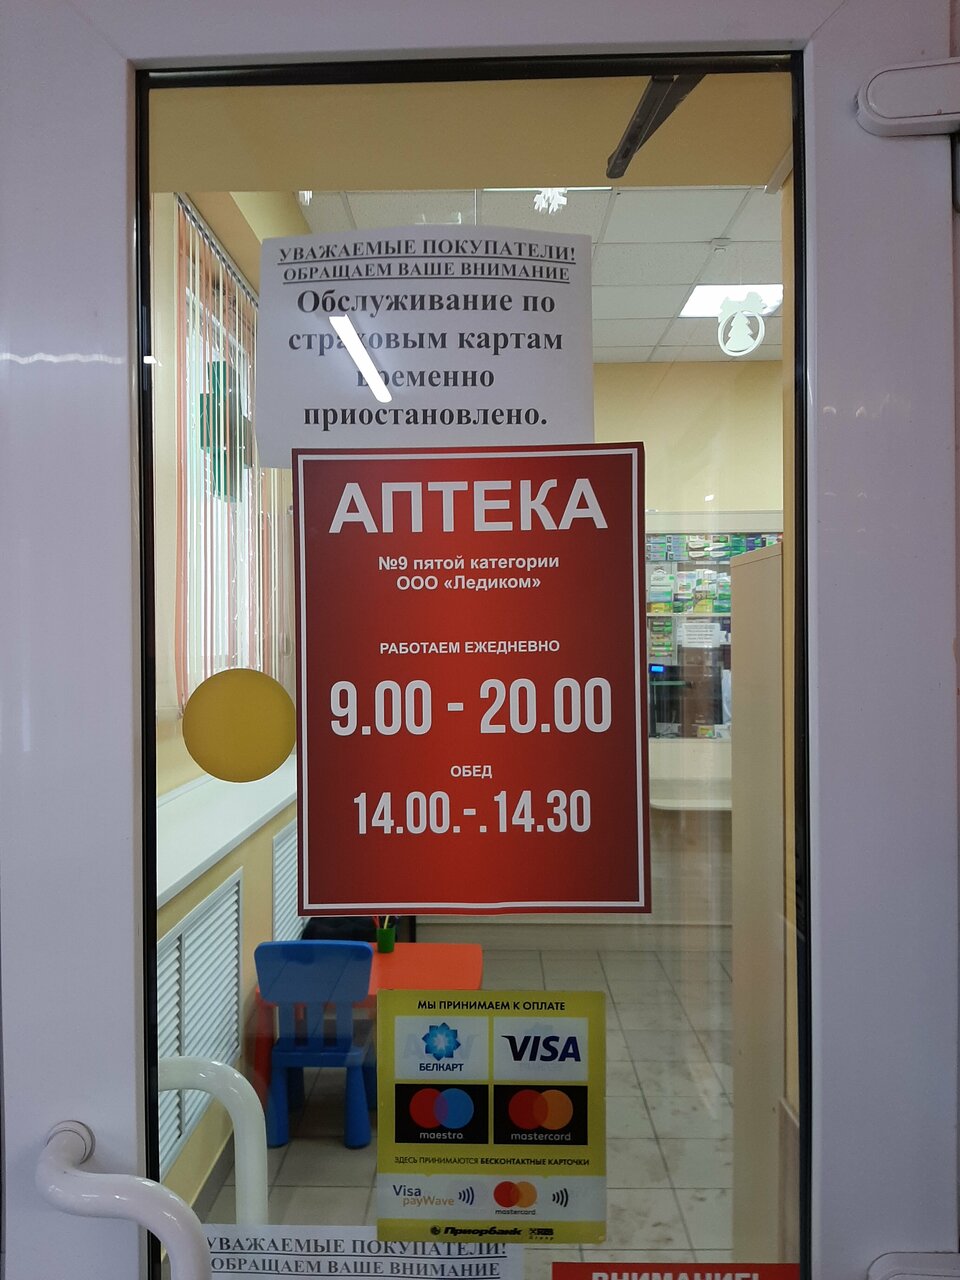 УВАЖАЕМЫЕ ПОКУПАТЕЛИ!
ОБРАЩАЕМ ВАШЕ ВНИМАНИЕ
Обслуживание по
страховым картам
временно
приостановлено.
АПТЕКА
№9 пятой категории
ООО «Ледиком»
РАБОТАЕМ ЕЖЕДНЕВНО
9.00 - 20.00
ОБЕД
14.00.-.14.30
МЫ ПРИНИМАЕМ К ОПЛАТЕ
БЕЛКАРТ
VISA
maestro
mastercard
ЗДЕСЬ ПРИНИМАЮТСЯ БЕСКОНТАКТНЫЕ КАРТОЧКИ
Visa
payWave
mastercard
Приорбанк
УВАЖАЕМЫЕ ПОКУПАТЕЛИ!
ОБРАЩАЕМ ВАШЕ ВНИМАНИЕ
ВНИМАНИЕ!